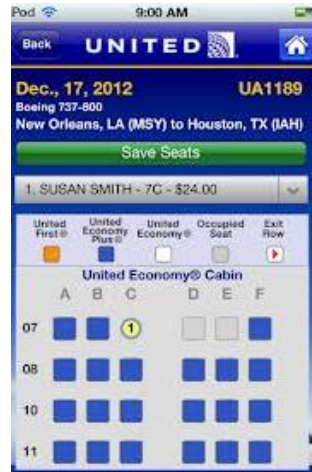 Pod 9:00 AM
Back UNITED
Dec., 17, 2012 UA1189
Boeing 737-800
New Orleans, LA (MSY) to Houston, TX (IAH)
Save Seats
1. SUSAN SMITH - 7C - $24.00
United First® United Economy Plus® United Economy® Occupied Seat Exit Row
United Economy® Cabin
A B C D E F
07 1
08
10
11